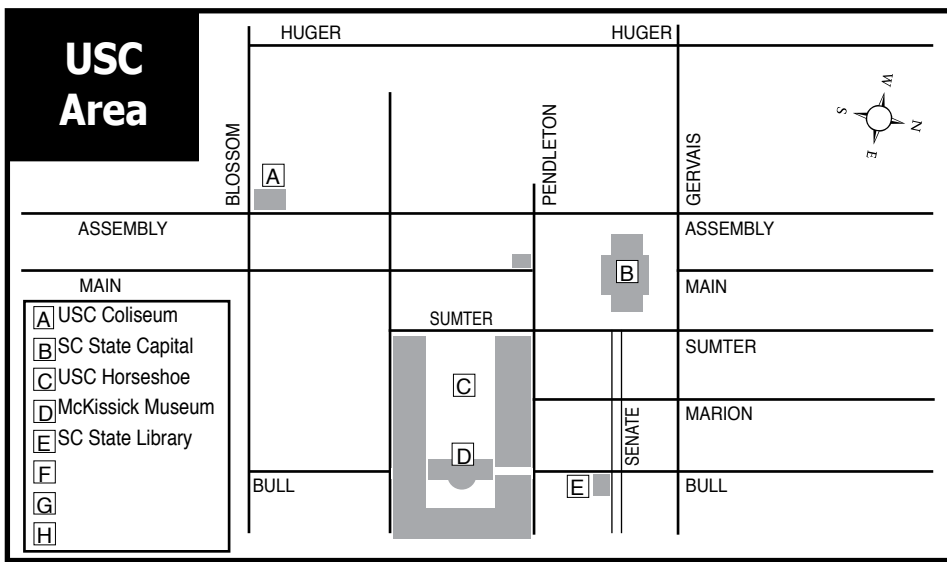 USC
Area
HUGER
HUGER
W
S
N
E
BLOSSOM
PENDLETON
GERVAIS
A
ASSEMBLY
ASSEMBLY
B
MAIN
MAIN
A USC Coliseum
B SC State Capital
C USC Horseshoe
D McKissick Museum
E SC State Library
F
G
H
SUMTER
SUMTER
C
MARION
SENATE
D
BULL
E
BULL